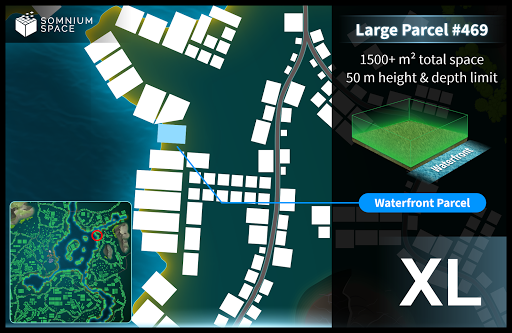 SOMNIUM
SPACE
Large Parcel #469
1500+ m² total space
50 m height & depth limit
Waterfront
Waterfront Parcel
XL